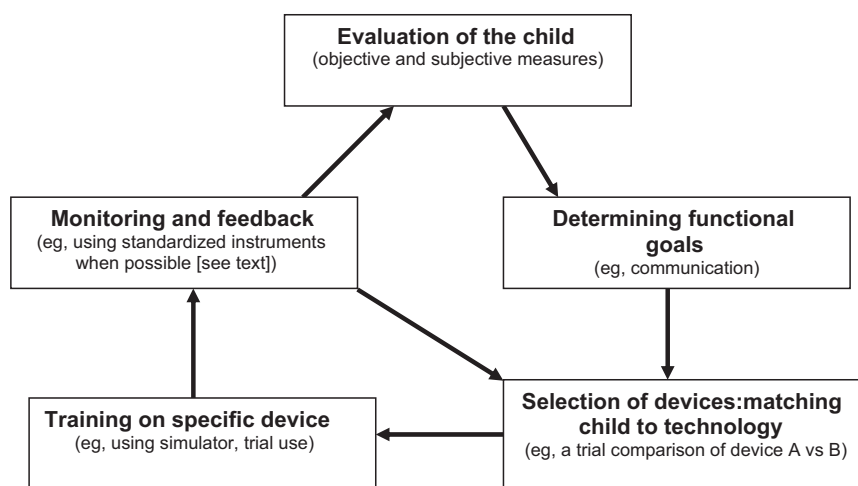 Evaluation of the child
(objective and subjective measures)
Determining functional
goals
(eg, communication)
Selection of devices:matching
child to technology
(eg, a trial comparison of device A vs B)
Training on specific device
(eg, using simulator, trial use)
Monitoring and feedback
(eg, using standardized instruments
when possible [see text])